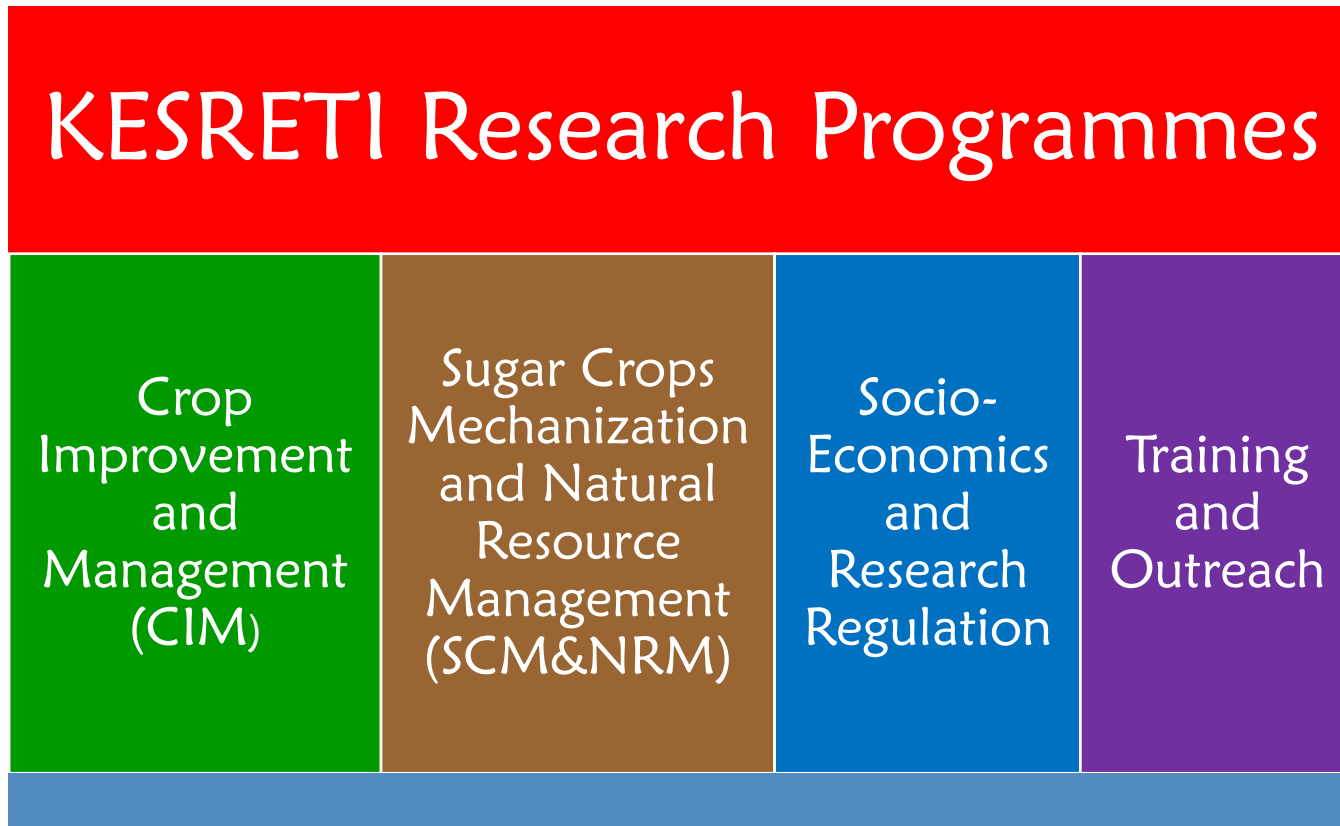 KESRETI Research Programmes
Crop
Improvement
and
Management
(CIM)
Sugar Crops
Mechanization
and Natural
Resource
Management
(SCM&NRM)
Socio-
Economics
and
Research
Regulation
Training
and
Outreach